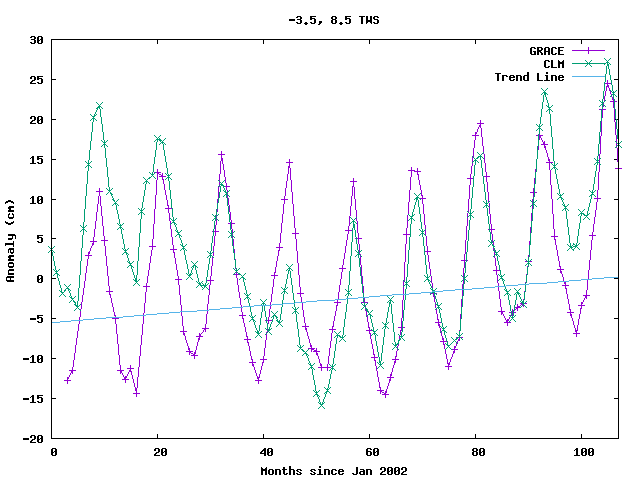 -3.5, 8.5 TWS
GRACE
CLM
Trend Line
30
25
20
15
10
5
0
-5
-10
-15
-20
Anomaly (cm)
0 20 40 60 80 100
Months since Jan 2002